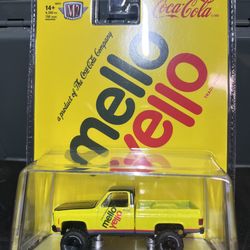 14+
M2
Coca-Cola
a product of The Coca-Cola Company
mello
yello
mello
yello